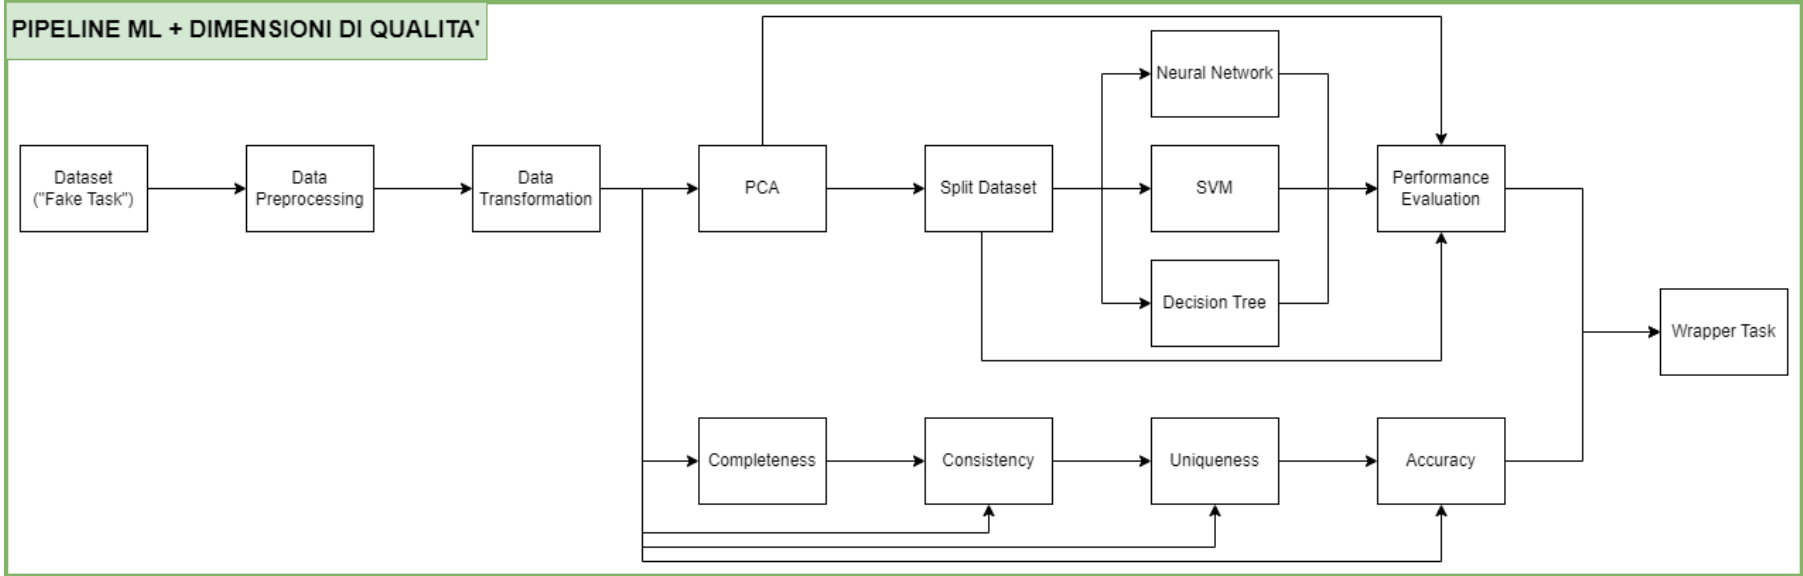 PIPELINE ML + DIMENSIONI DI QUALITA'
Dataset
("Fake Task")
Data
Preprocessing
Data
Transformation
PCA
Split Dataset
Neural Network
SVM
Decision Tree
Performance
Evaluation
Completeness
Consistency
Uniqueness
Accuracy
Wrapper Task